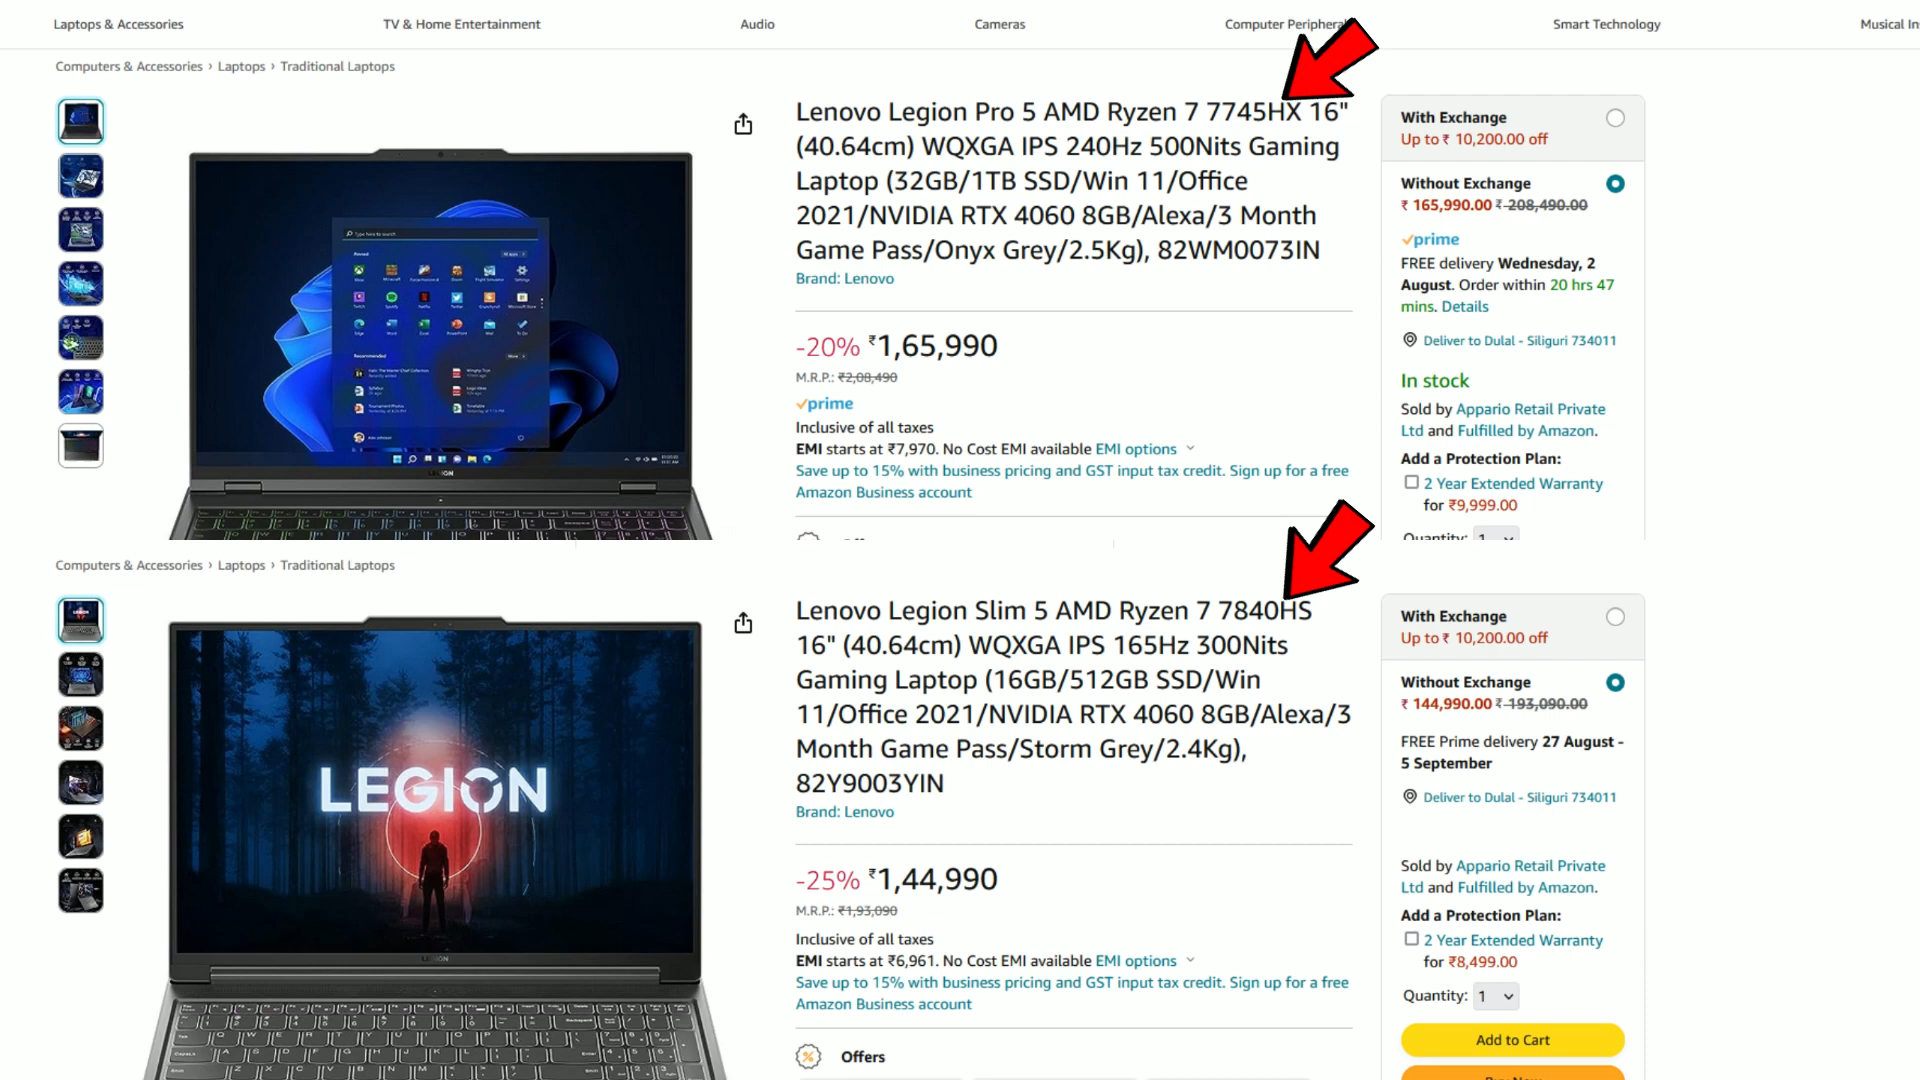 Laptops & Accessories
TV & Home Entertainment
Audio
Cameras
Computer Peripheral
Smart Technology
Musical In
Computers & Accessories › Laptops › Traditional Laptops
Lenovo Legion Pro 5 AMD Ryzen 7 7745HX 16"
(40.64cm) WQXGA IPS 240Hz 500Nits Gaming
Laptop (32GB/1TB SSD/Win 11/Office
2021/NVIDIA RTX 4060 8GB/Alexa/3 Month
Game Pass/Onyx Grey/2.5Kg), 82WM0073IN
Brand: Lenovo
-20% ₹1,65,990
M.R.P.: ₹2,08,490
prime
Inclusive of all taxes
EMI starts at ₹7,970. No Cost EMI available EMI options
Save up to 15% with business pricing and GST input tax credit. Sign up for a free
Amazon Business account
With Exchange
Up to ₹ 10,200.00 off
Without Exchange
₹ 165,990.00 ₹ 208,490.00
prime
FREE delivery Wednesday, 2
August. Order within 20 hrs 47
mins. Details
Deliver to Dulal - Siliguri 734011
In stock
Sold by Appario Retail Private
Ltd and Fulfilled by Amazon.
Add a Protection Plan:
2 Year Extended Warranty
for ₹9,999.00
Quantity: 1
Type here to search
Pinned
All apps
Recommended
More
LEGION
Computers & Accessories › Laptops › Traditional Laptops
LEGION
LEGION
Lenovo Legion Slim 5 AMD Ryzen 7 7840HS
16" (40.64cm) WQXGA IPS 165Hz 300Nits
Gaming Laptop (16GB/512GB SSD/Win
11/Office 2021/NVIDIA RTX 4060 8GB/Alexa/3
Month Game Pass/Storm Grey/2.4Kg),
82Y9003YIN
Brand: Lenovo
-25% ₹1,44,990
M.R.P.: ₹1,93,090
Inclusive of all taxes
EMI starts at ₹6,961. No Cost EMI available EMI options
Save up to 15% with business pricing and GST input tax credit. Sign up for a free
Amazon Business account
Offers
With Exchange
Up to ₹ 10,200.00 off
Without Exchange
₹ 144,990.00 ₹ 193,090.00
FREE Prime delivery 27 August -
5 September
Deliver to Dulal - Siliguri 734011
Sold by Appario Retail Private
Ltd and Fulfilled by Amazon.
Add a Protection Plan:
2 Year Extended Warranty
for ₹8,499.00
Quantity: 1
Add to Cart